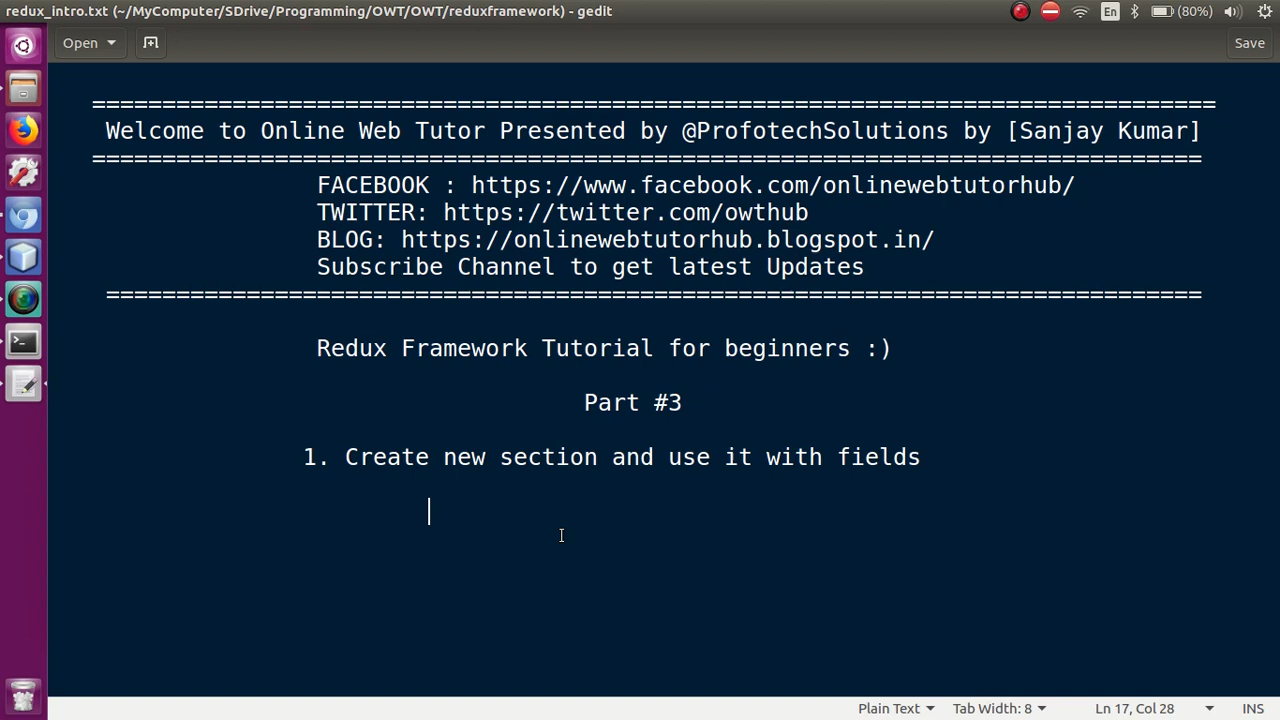 redux_intro.txt (~/MyComputer/SDrive/Programming/OWT/OWT/reduxframework) - gedit
En
(80%)
Open
Save
================================================================================
Welcome to Online Web Tutor Presented by @ProfotechSolutions by [Sanjay Kumar]
===============================================================================
FACEBOOK : https://www.facebook.com/onlinewebtutorhub/
TWITTER: https://twitter.com/owthub
BLOG: https://onlinewebtutorhub.blogspot.in/
Subscribe Channel to get latest Updates
==============================================================================
Redux Framework Tutorial for beginners :)
Part #3
1. Create new section and use it with fields
Plain Text
Tab Width: 8
Ln 17, Col 28
INS